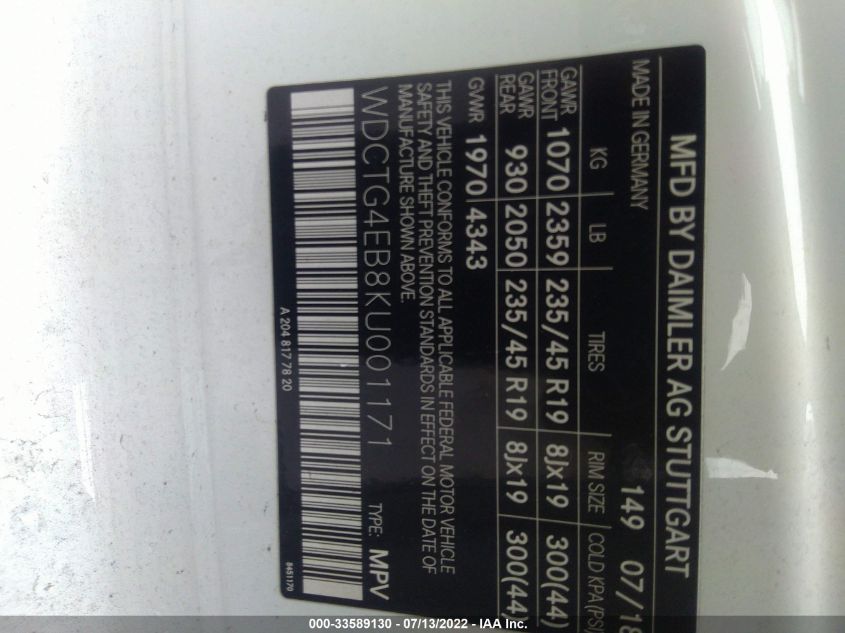 MFD BY DAIMLER AG STUTTGART
MADE IN GERMANY 149 07/18
KG LB TIRES RIM SIZE COLD KPA(PSI)
GAWR FRONT 1070 2359 235/45 R19 8Jx19 300(44)
GAWR REAR 930 2050 235/45 R19 8Jx19 300(44)
GVWR 1970 4343
THIS VEHICLE CONFORMS TO ALL APPLICABLE FEDERAL MOTOR VEHICLE
SAFETY AND THEFT PREVENTION STANDARDS IN EFFECT ON THE DATE OF
MANUFACTURE SHOWN ABOVE.
WDCTG4EB8KU001171 TYPE: MPV
A 204 817 78 20 8451170
000-33589130 - 07/13/2022 - IAA Inc.